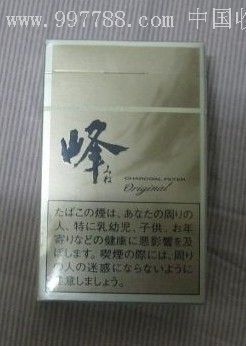 www.997788.com 中国收
峰
みね
CHARCOAL FILTER
Original
たばこの煙は、あなたの周りの
人、特に乳幼児、子供、お年
寄りなどの健康に悪影響を及
ぼします。喫煙の際には、周り
の人の迷惑にならないように
注意しましょう。